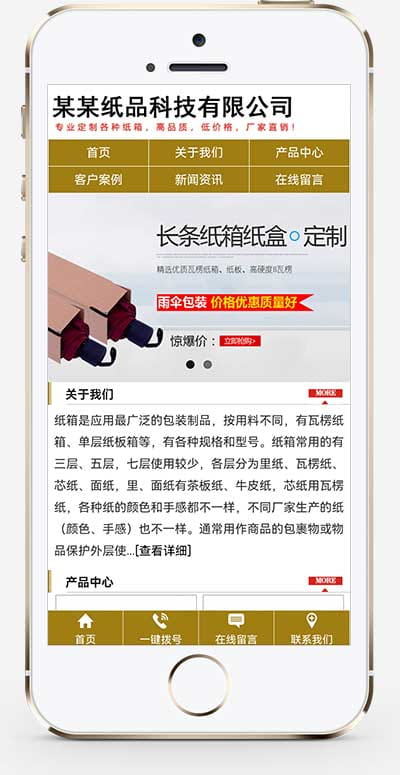 某某纸品科技有限公司
专业定制各种纸箱，高品质，低价格，厂家直销！
首页 关于我们 产品中心
客户案例 新闻资讯 在线留言
长条纸箱纸盒 定制
精选优质瓦楞纸箱、纸板、高硬度B瓦楞
雨伞包装 价格优惠质量好
惊爆价： 立即抢购>
关于我们 MORE
纸箱是应用最广泛的包装制品，按用料不同，有瓦楞纸
箱、单层纸板箱等，有各种规格和型号。纸箱常用的有
三层、五层，七层使用较少，各层分为里纸、瓦楞纸、
芯纸、面纸，里、面纸有茶板纸、牛皮纸，芯纸用瓦楞
纸，各种纸的颜色和手感都不一样，不同厂家生产的纸
（颜色、手感）也不一样。通常用作商品的包裹物或物
品保护外层使...[查看详细]
产品中心 MORE
首页 一键拨号 在线留言 联系我们